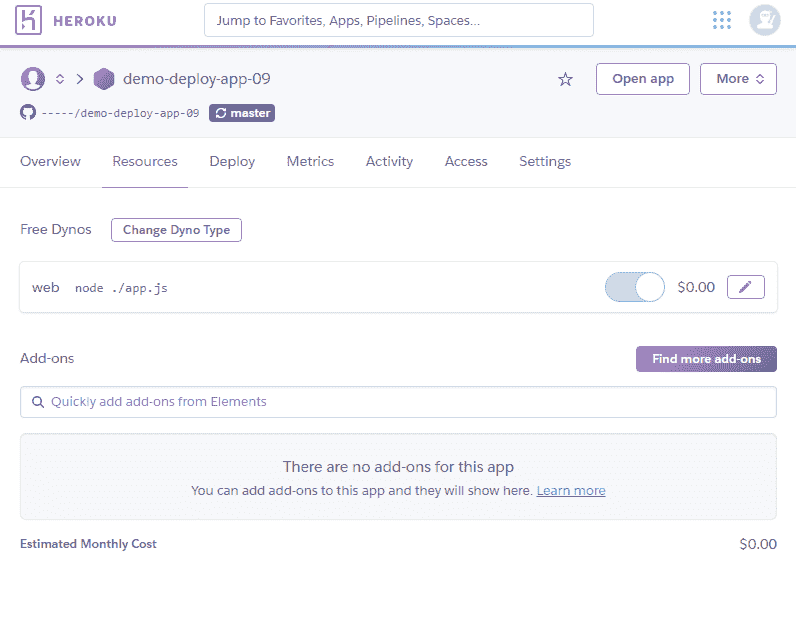 HEROKU
Jump to Favorites, Apps, Pipelines, Spaces...
demo-deploy-app-09
Open app
More
-----/demo-deploy-app-09
master
Overview Resources Deploy Metrics Activity Access Settings
Free Dynos Change Dyno Type
web node ./app.js $0.00
Add-ons Find more add-ons
Quickly add add-ons from Elements
There are no add-ons for this app
You can add add-ons to this app and they will show here. Learn more
Estimated Monthly Cost $0.00